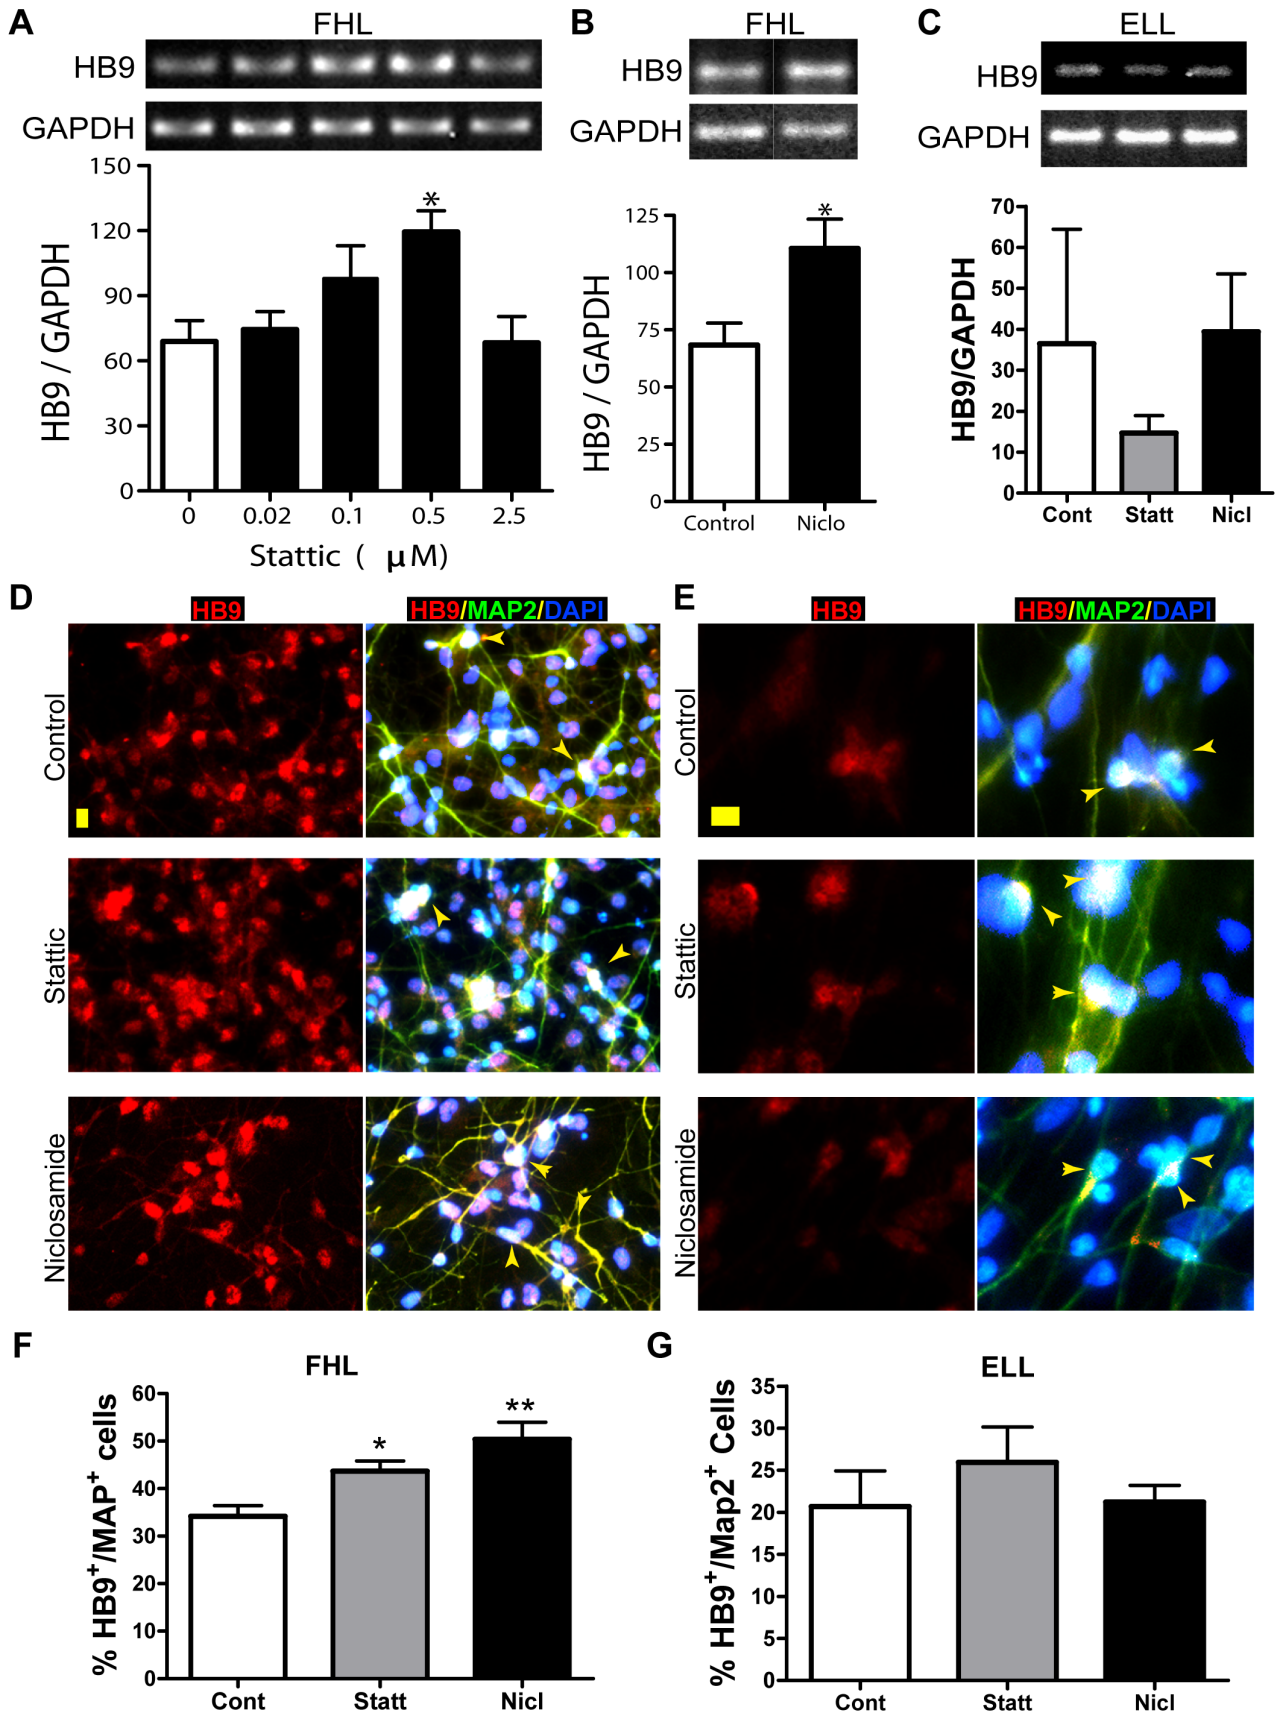 A
FHL
HB9
GAPDH
150
120
90
60
30
0
HB9 / GAPDH
*
0 0.02 0.1 0.5 2.5
Stattic ( μM)
B
FHL
HB9
GAPDH
125
100
75
50
25
0
HB9 / GAPDH
*
Control Niclo
C
ELL
HB9
GAPDH
70
60
50
40
30
20
10
0
HB9/GAPDH
Cont Statt Nicl
D
HB9 HB9/MAP2/DAPI
Control
Stattic
Niclosamide
E
HB9 HB9/MAP2/DAPI
Control
Stattic
Niclosamide
F
FHL
60
50
40
30
20
10
0
% HB9+/MAP+ cells
*
**
Cont Statt Nicl
G
ELL
35
30
25
20
15
10
5
0
% HB9+/Map2+ Cells
Cont Statt Nicl